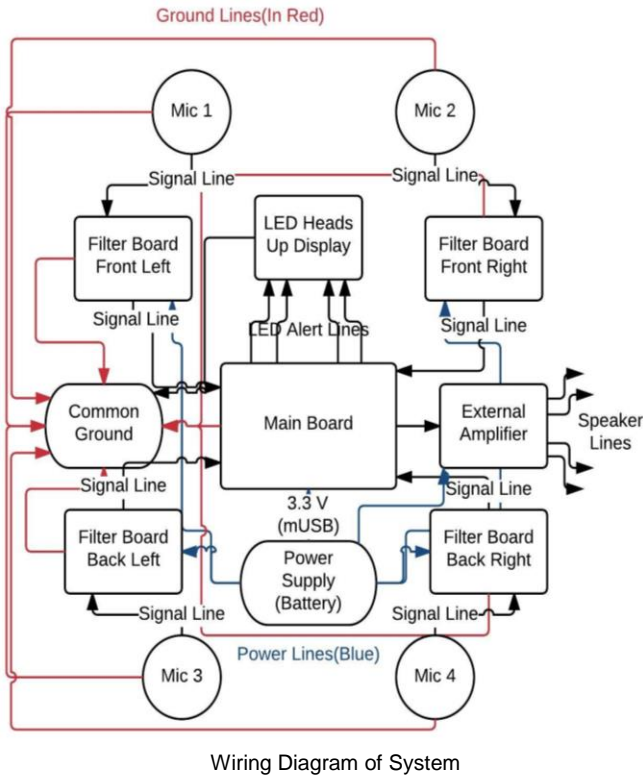 Ground Lines(In Red)
Mic 1
Mic 2
Signal Line
Signal Line
LED Heads
Up Display
Filter Board
Front Left
Filter Board
Front Right
Signal Line
LED Alert Lines
Signal Line
Common
Ground
Main Board
External
Amplifier
Speaker
Lines
Signal Line
3.3 V
(mUSB)
Signal Line
Filter Board
Back Left
Power
Supply
(Battery)
Filter Board
Back Right
Signal Line
Signal Line
Power Lines(Blue)
Mic 3
Mic 4
Wiring Diagram of System